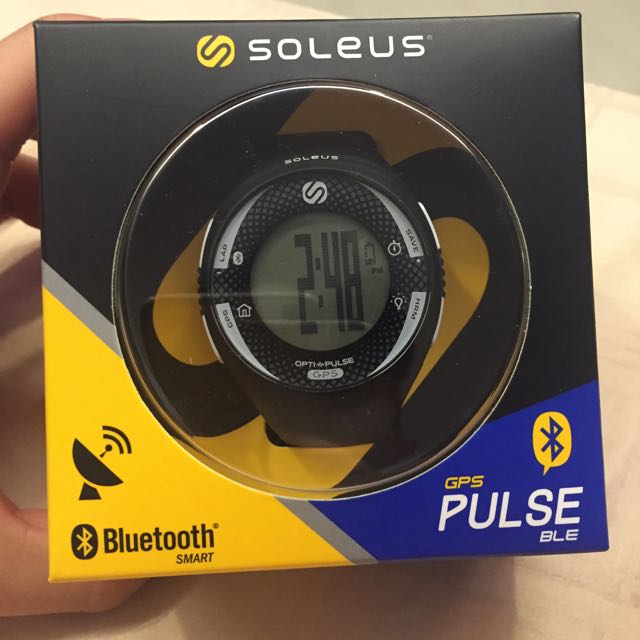 SOLEUS®
SOLEUS
LAP
SAVE
2:48
PM
GPS
HRM
OPTI PULSE
GPS
GPS
PULSE
BLE
Bluetooth®
SMART